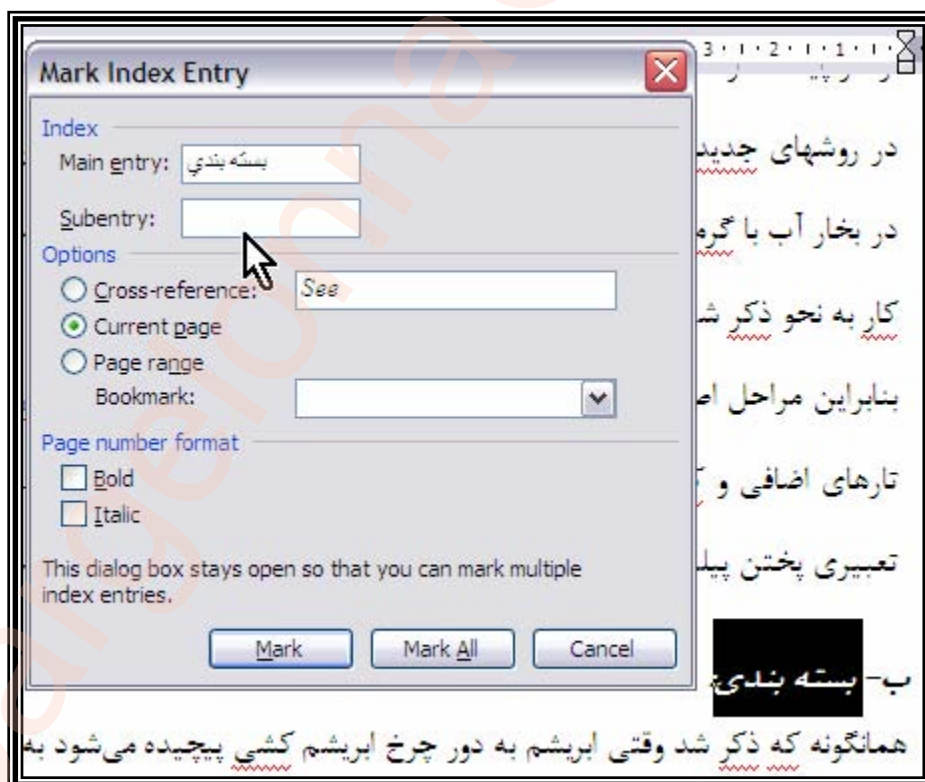 3 · ı · 2 · ı · 1 · ı ·
Mark Index Entry
Index
Main entry: بسته بندي
Subentry:
Options
Cross-reference: See
Current page
Page range
Bookmark:
Page number format
Bold
Italic
This dialog box stays open so that you can mark multiple
index entries.
Mark Mark All Cancel
در روشهای جدید
در بخار آب با گرم
کار به نحو ذکر ش
بنابراین مراحل اص
تارهای اضافی و ک
تعبیری پختن پیل
ب- بسته بندی:
همانگونه که ذکر شد وقتی ابریشم به دور چرخ ابریشم کشی پیچیده می‌شود به